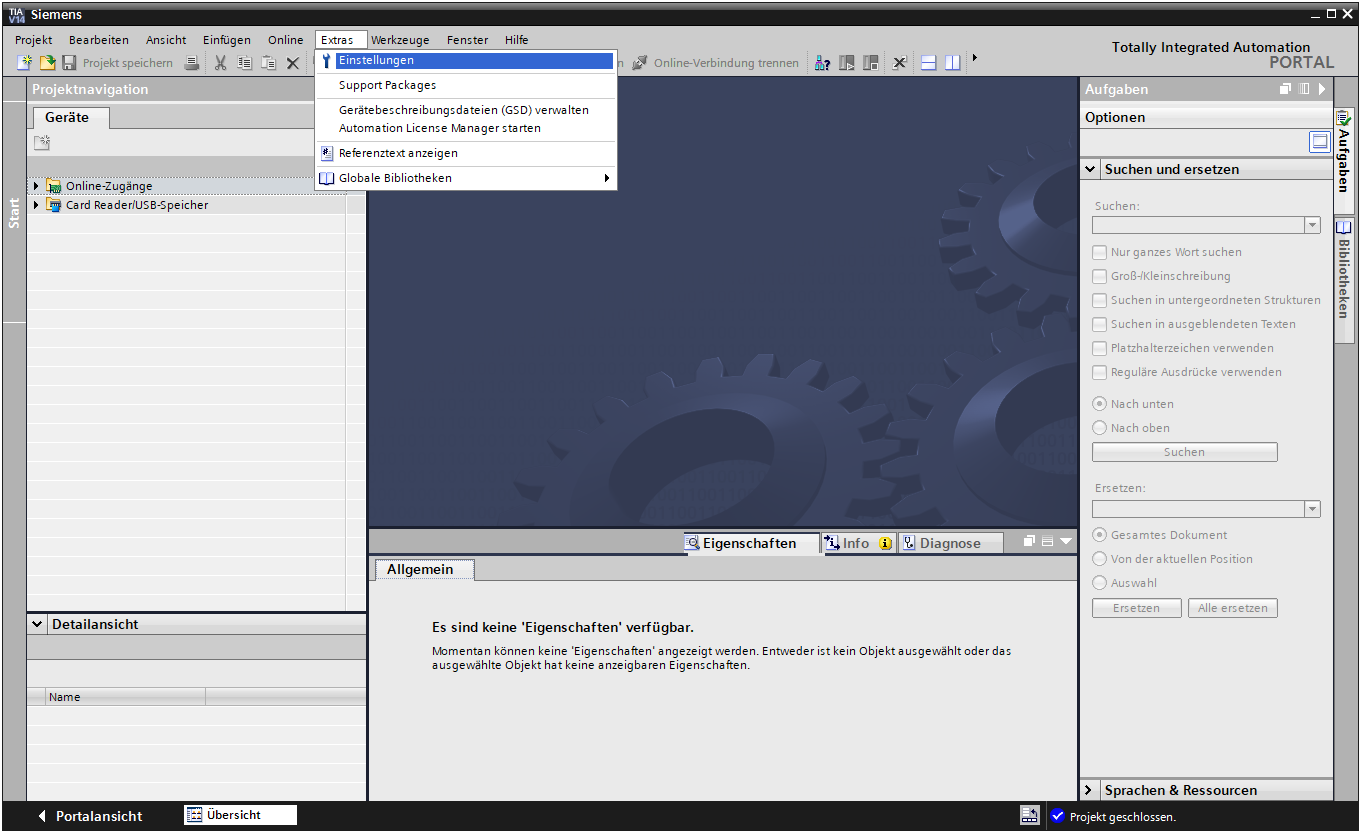 TIA
V14
Siemens
Projekt Bearbeiten Ansicht Einfügen Online Extras Werkzeuge Fenster Hilfe
Totally Integrated Automation
PORTAL
Projekt speichern
Online-Verbindung trennen
Einstellungen
Support Packages
Gerätebeschreibungsdateien (GSD) verwalten
Automation License Manager starten
Referenztext anzeigen
Globale Bibliotheken
Start
Projektnavigation
Geräte
Online-Zugänge
Card Reader/USB-Speicher
Detailansicht
Name
Eigenschaften
Info
Diagnose
Allgemein
Es sind keine 'Eigenschaften' verfügbar.
Momentan können keine 'Eigenschaften' angezeigt werden. Entweder ist kein Objekt ausgewählt oder das
ausgewählte Objekt hat keine anzeigbaren Eigenschaften.
Aufgaben
Optionen
Suchen und ersetzen
Suchen:
Nur ganzes Wort suchen
Groß-/Kleinschreibung
Suchen in untergeordneten Strukturen
Suchen in ausgeblendeten Texten
Platzhalterzeichen verwenden
Reguläre Ausdrücke verwenden
Nach unten
Nach oben
Suchen
Ersetzen:
Gesamtes Dokument
Von der aktuellen Position
Auswahl
Ersetzen
Alle ersetzen
Sprachen & Ressourcen
Aufgaben
Bibliotheken
Portalansicht
Übersicht
Projekt geschlossen.